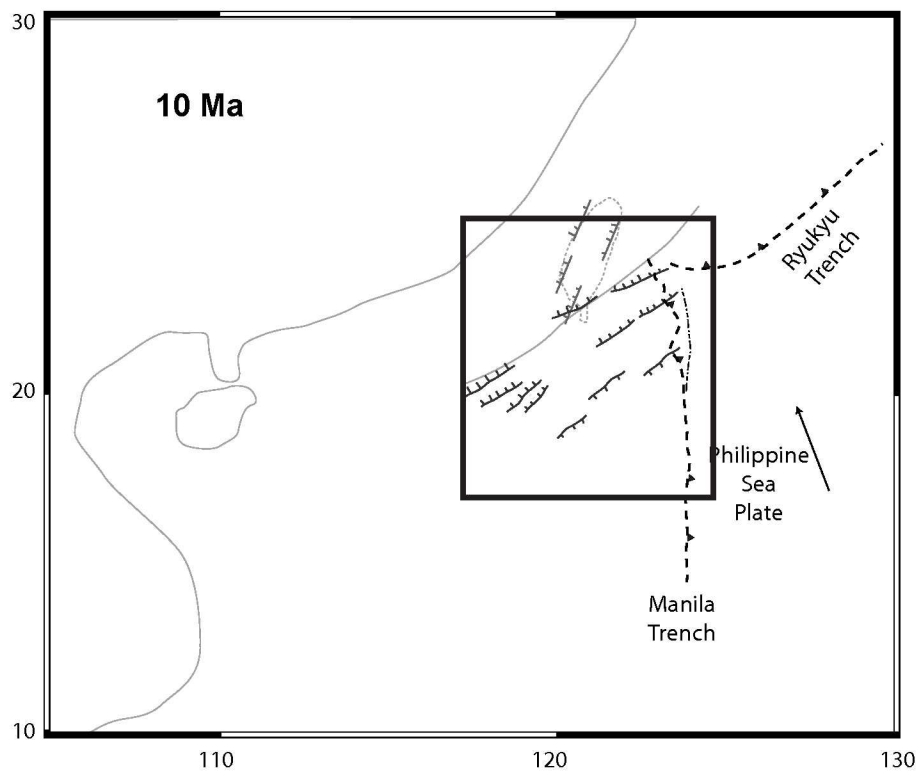 30
10 Ma
Ryukyu
Trench
20
Philippine
Sea
Plate
Manila
Trench
10
110
120
130